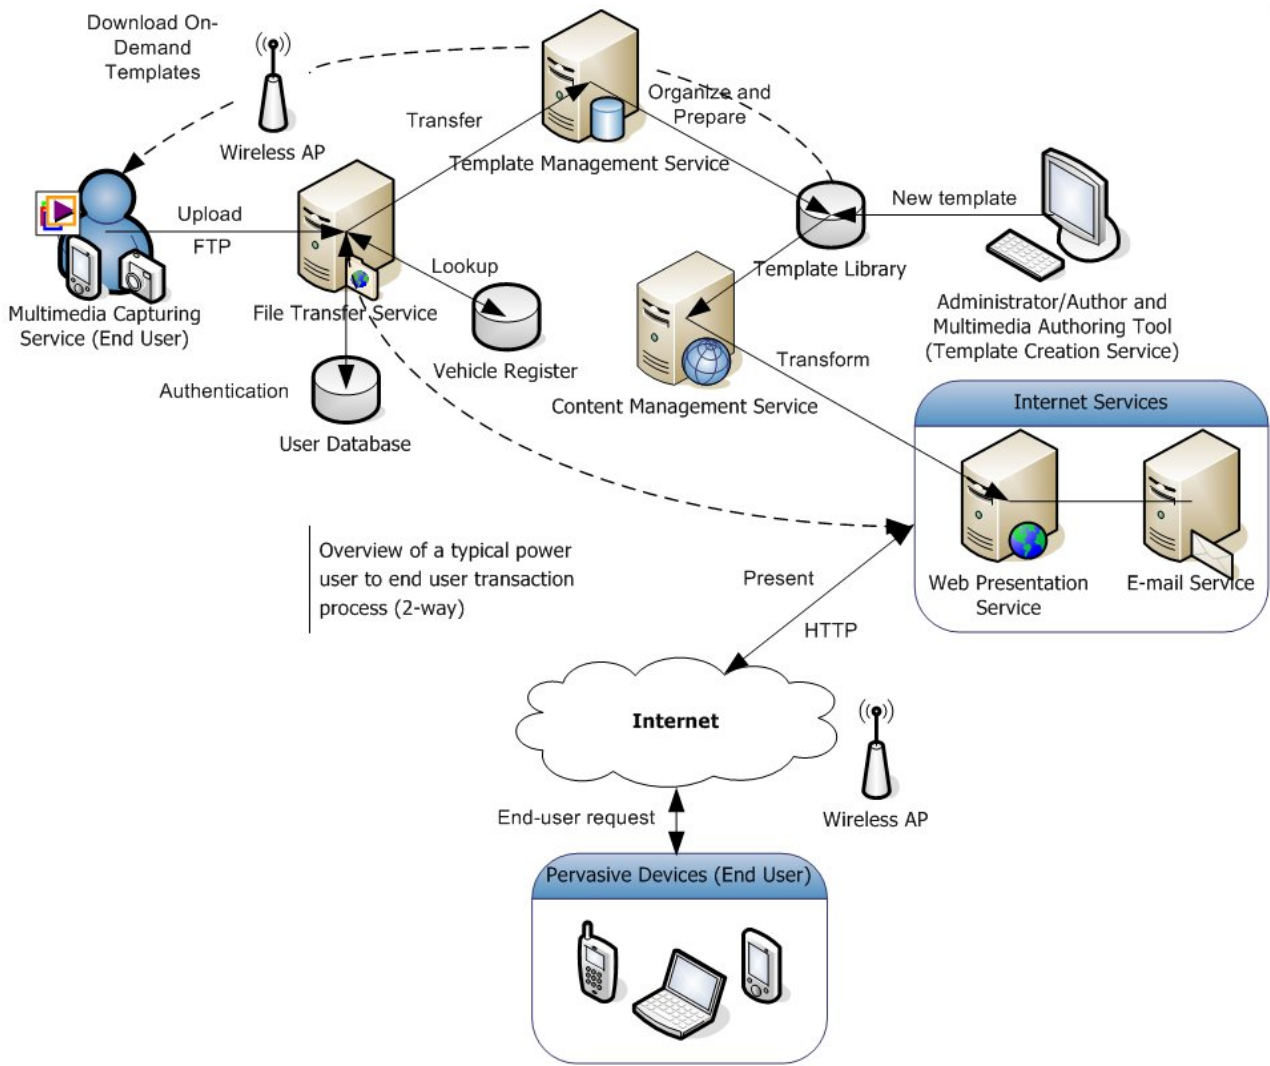 Download On-
Demand
Templates
Wireless AP
Transfer
Organize and
Prepare
Template Management Service
Upload
FTP
New template
Lookup
Template Library
Multimedia Capturing
Service (End User)
File Transfer Service
Administrator/Author and
Multimedia Authoring Tool
(Template Creation Service)
Vehicle Register
Transform
Authentication
Content Management Service
User Database
Internet Services
Overview of a typical power
user to end user transaction
process (2-way)
Present
Web Presentation
Service
E-mail Service
HTTP
Internet
Wireless AP
End-user request
Pervasive Devices (End User)